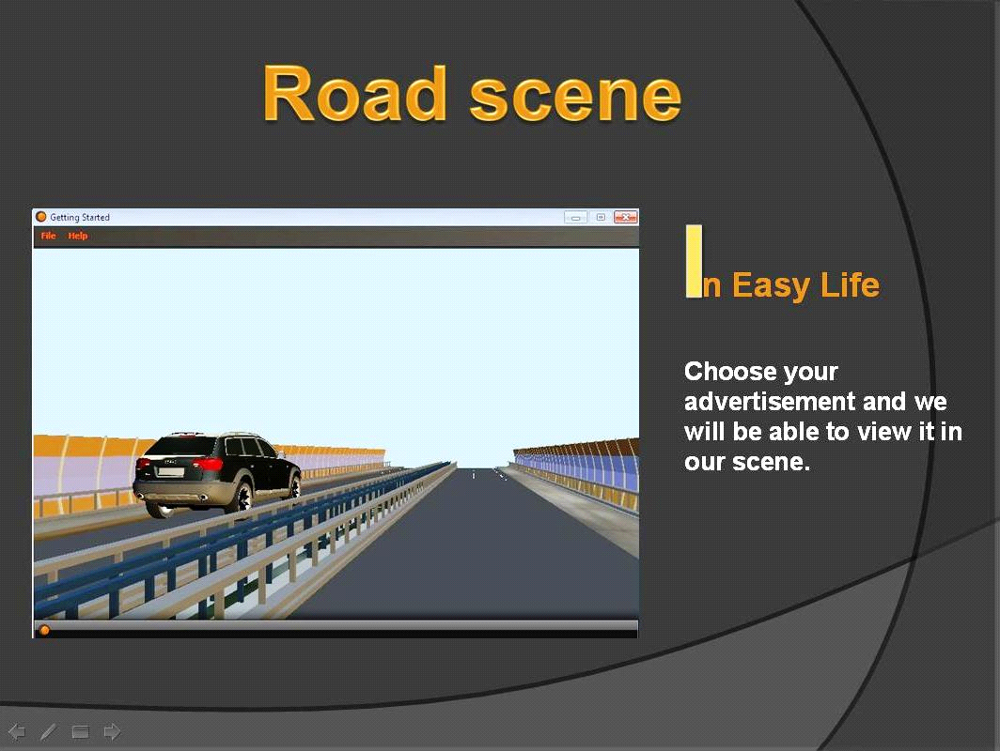 Road scene
Getting Started
File Help
In Easy Life
Choose your
advertisement and we
will be able to view it in
our scene.